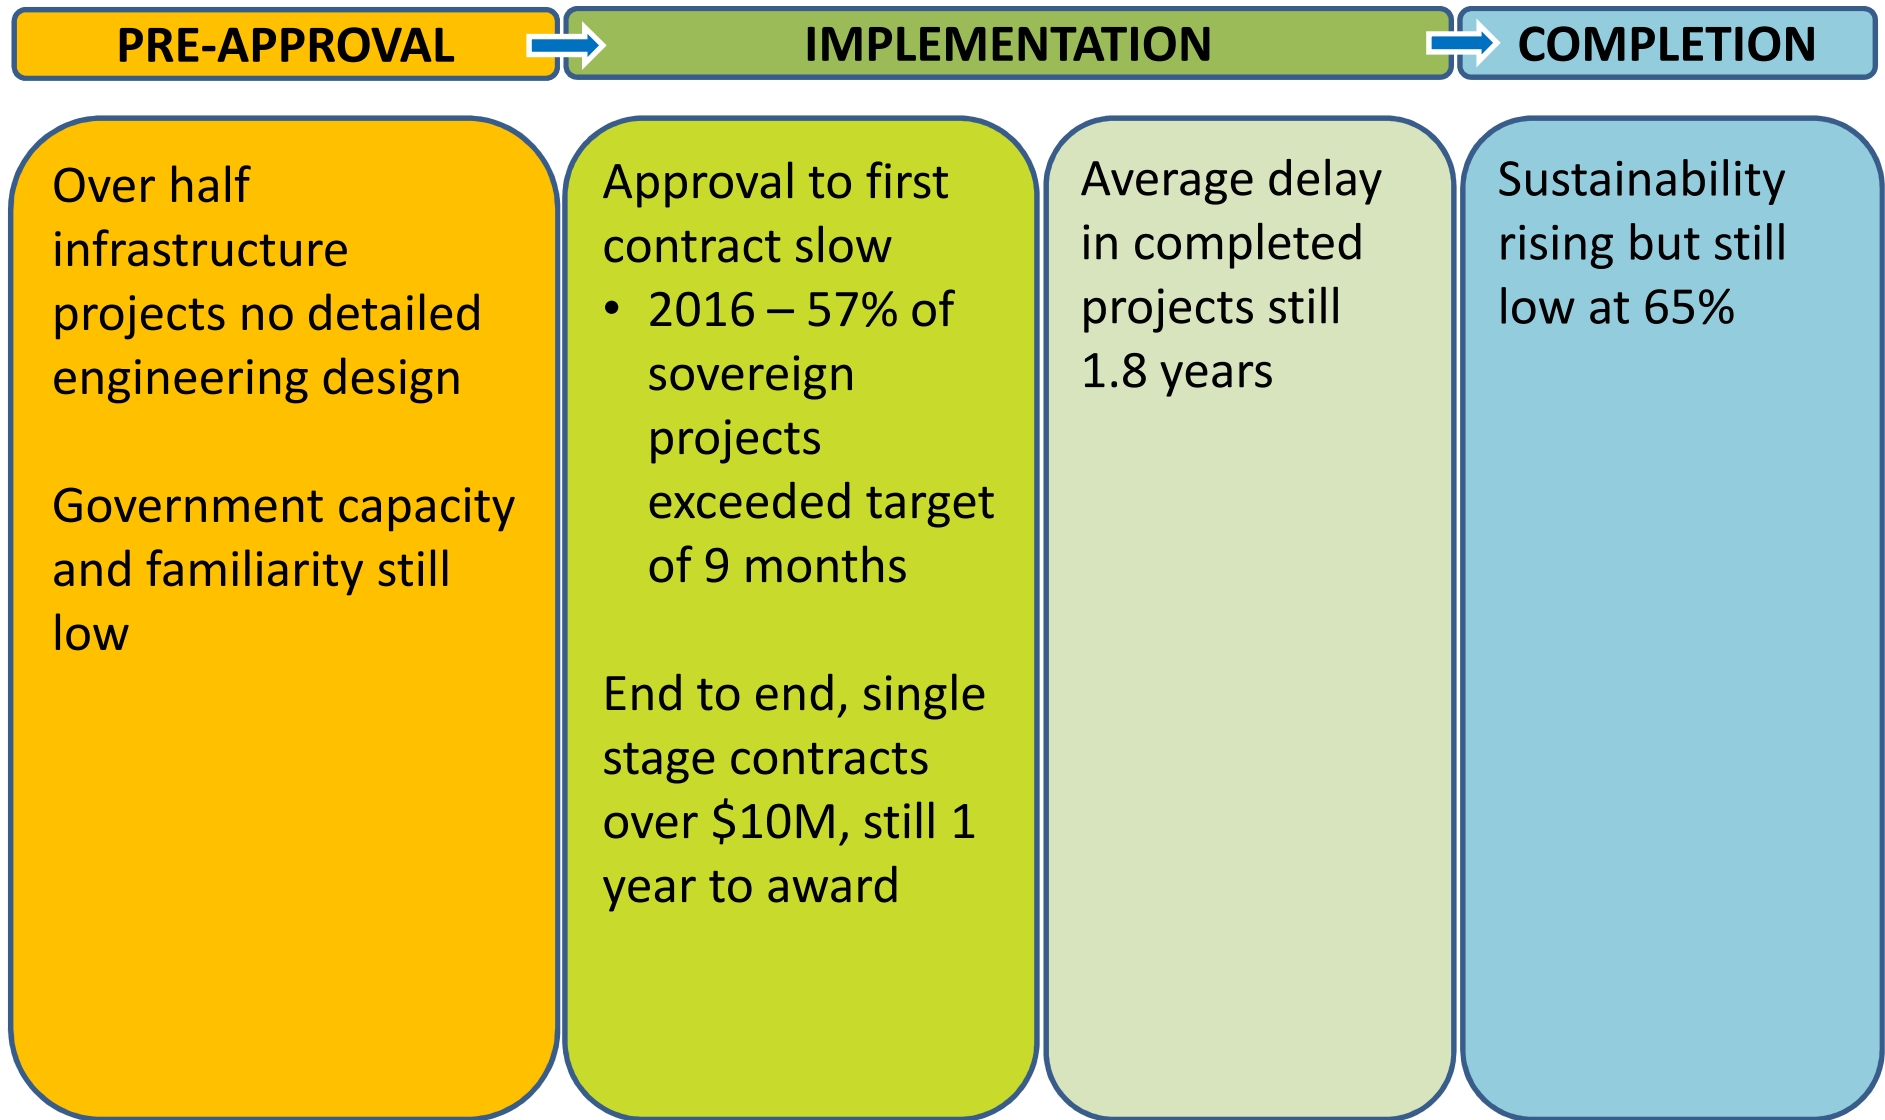 PRE-APPROVAL
IMPLEMENTATION
COMPLETION
Over half
infrastructure
projects no detailed
engineering design
Government capacity
and familiarity still
low
Approval to first
contract slow
• 2016 – 57% of
sovereign
projects
exceeded target
of 9 months
End to end, single
stage contracts
over $10M, still 1
year to award
Average delay
in completed
projects still
1.8 years
Sustainability
rising but still
low at 65%